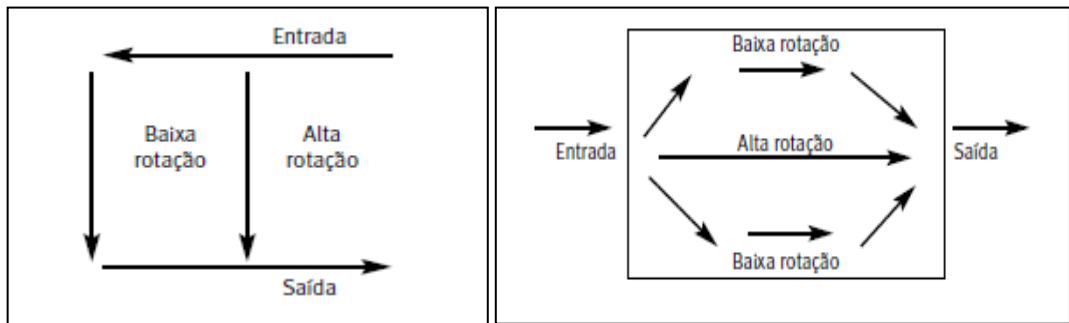 Entrada
Baixa
rotação
Alta
rotação
Saída
Baixa rotação
Entrada
Alta rotação
Saída
Baixa rotação